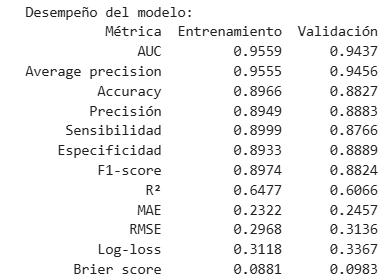 Desempeño del modelo:
Métrica Entrenamiento Validación
AUC 0.9559 0.9437
Average precision 0.9555 0.9456
Accuracy 0.8966 0.8827
Precisión 0.8949 0.8883
Sensibilidad 0.8999 0.8766
Especificidad 0.8933 0.8889
F1-score 0.8974 0.8824
R² 0.6477 0.6066
MAE 0.2322 0.2457
RMSE 0.2968 0.3136
Log-loss 0.3118 0.3367
Brier score 0.0881 0.0983